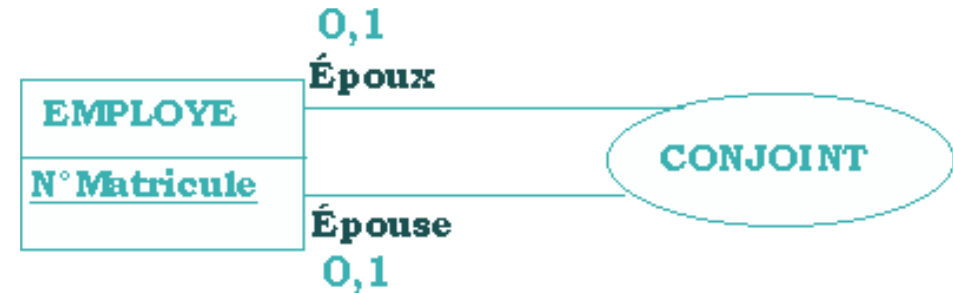 0,1
Époux
EMPLOYE
CONJOINT
N°Matricule
Épouse
0,1